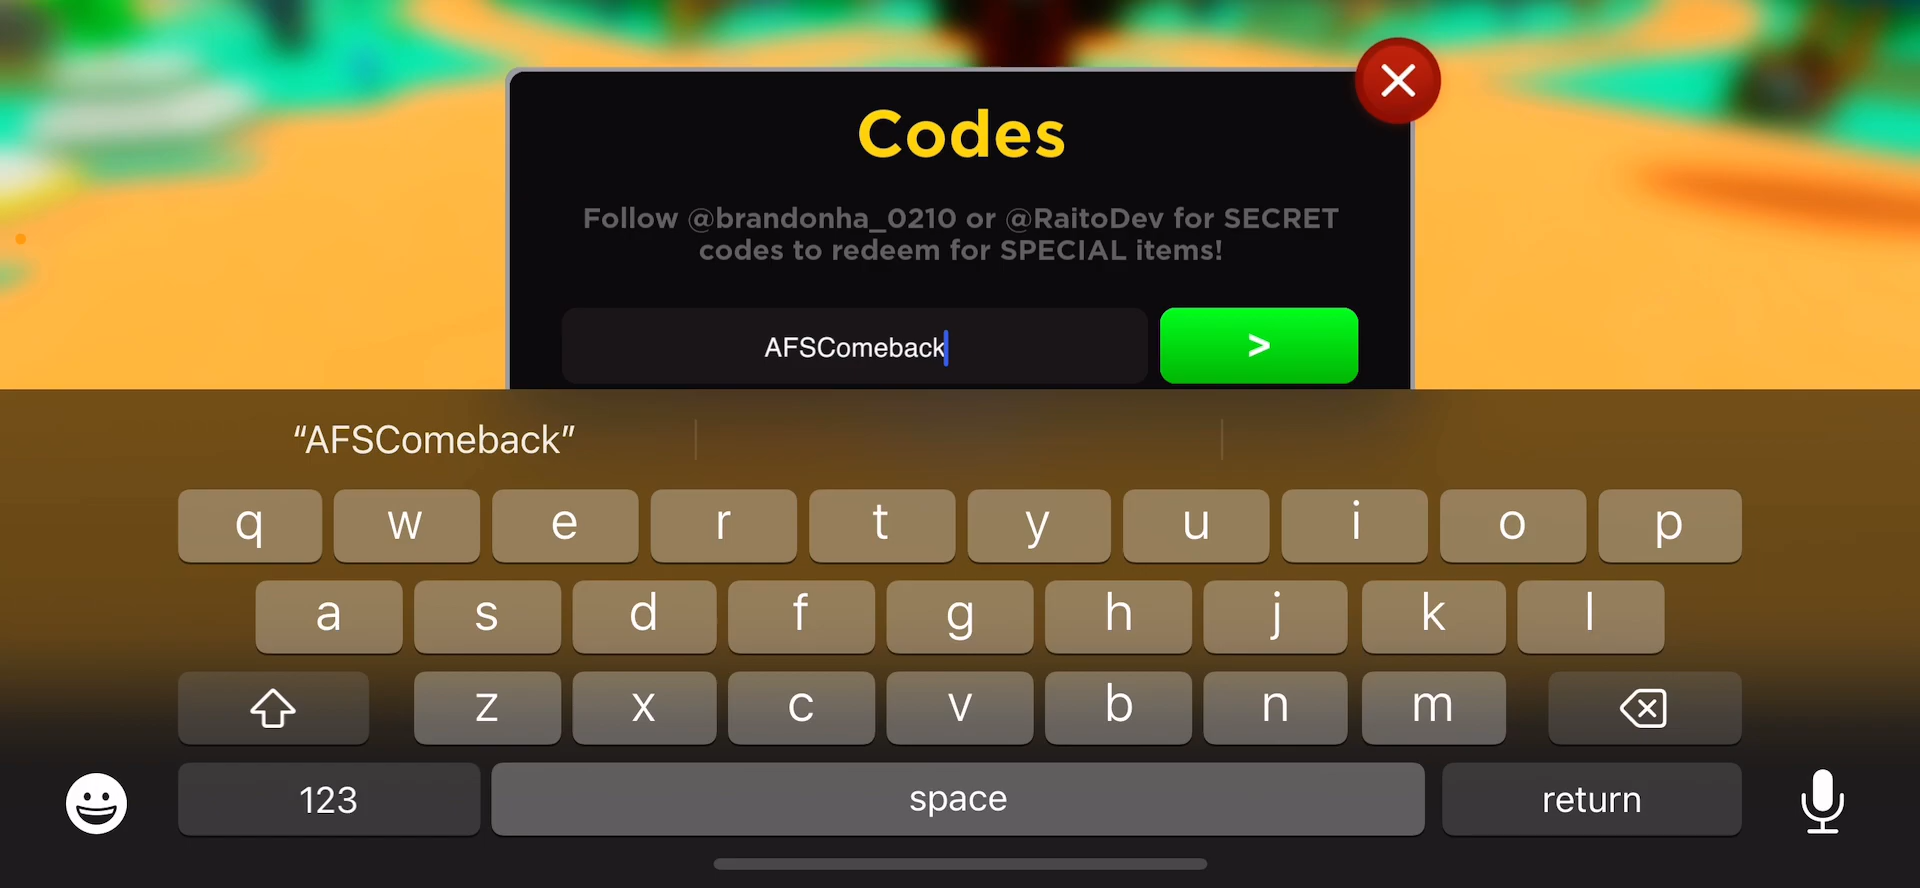 Codes
Follow @brandonha_0210 or @RaitoDev for SECRET
codes to redeem for SPECIAL items!
AFSComeback
>
“AFSComeback”
q w e r t y u i o p
a s d f g h j k l
z x c v b n m
123 space return